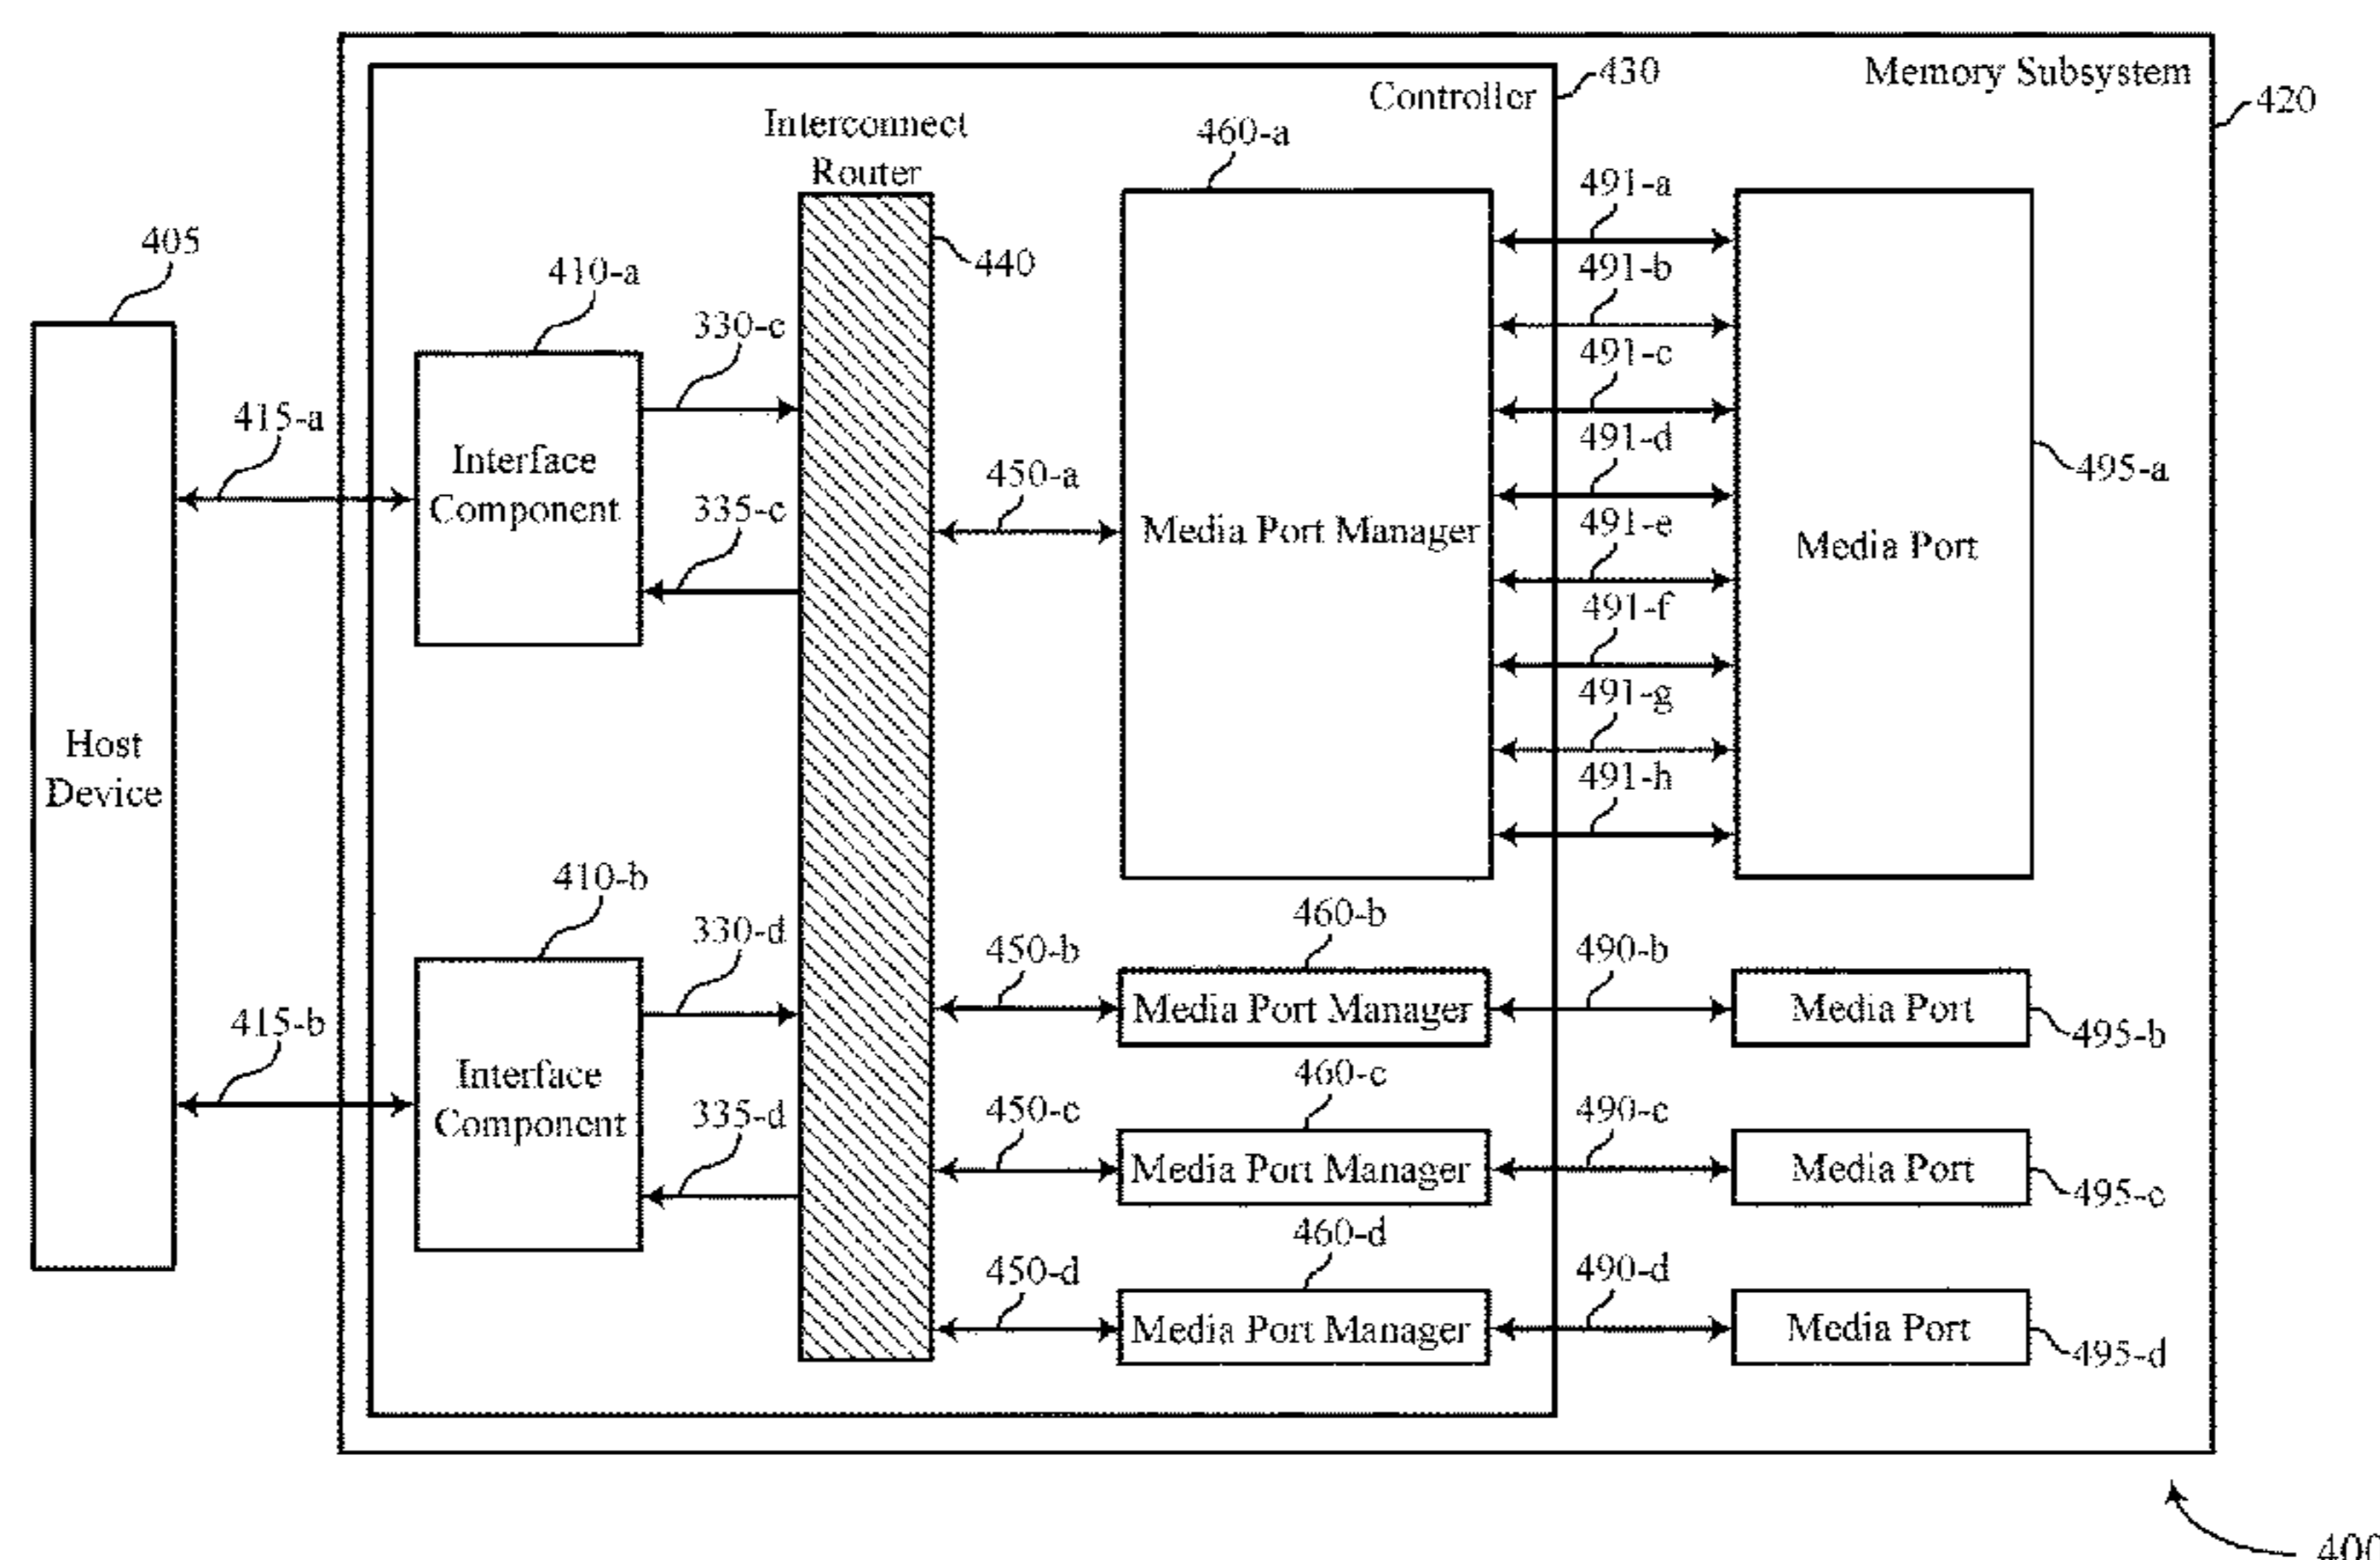 Memory Subsystem
420
Controller
430
Interconnect
Router
440
460-a
491-a
491-b
491-c
491-d
491-e
491-f
491-g
491-h
405
410-a
330-c
415-a
Interface
Component
335-c
450-a
Media Port Manager
Media Port
495-a
Host
Device
410-b
330-d
415-b
Interface
Component
335-d
460-b
450-b
Media Port Manager
490-b
Media Port
495-b
460-c
450-c
Media Port Manager
490-c
Media Port
495-c
460-d
450-d
Media Port Manager
490-d
Media Port
495-d
400